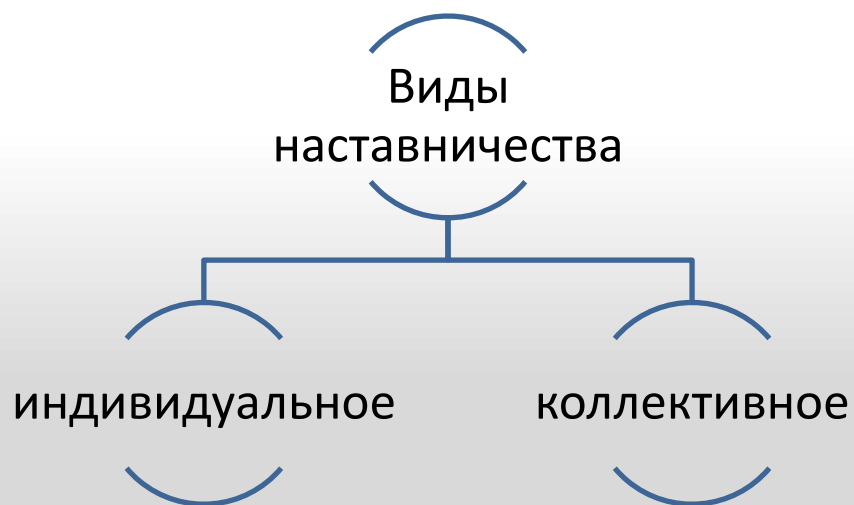 Виды
наставничества
индивидуальное
коллективное